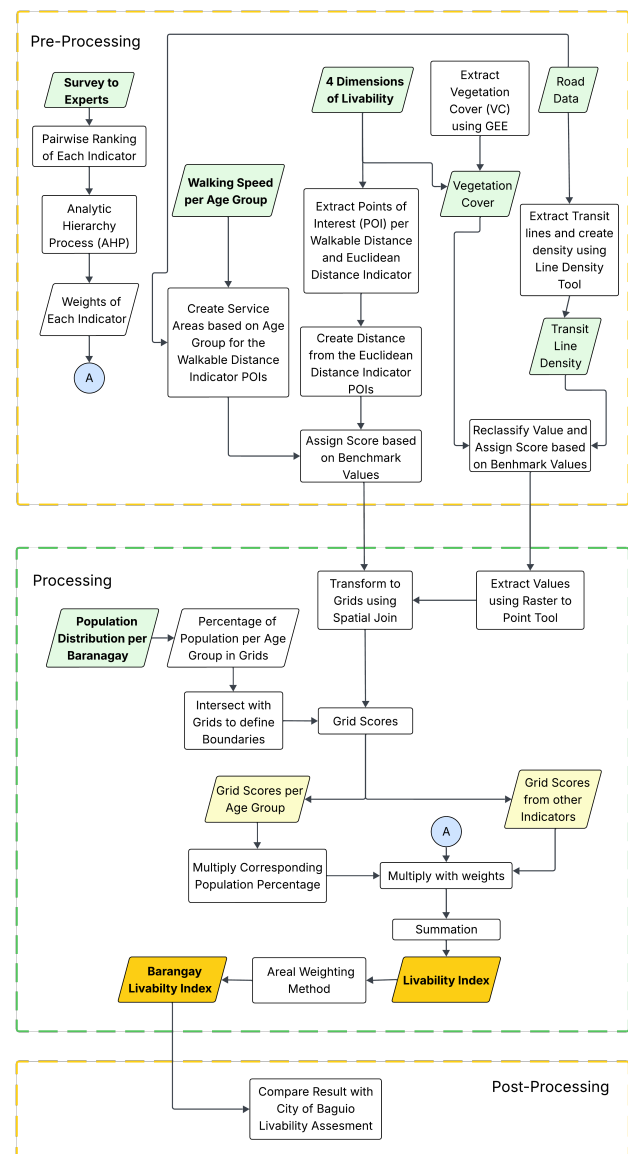 Pre-Processing
Survey to
Experts
Pairwise Ranking
of Each Indicator
Analytic
Hierarchy
Process (AHP)
Weights of
Each Indicator
A
Walking Speed
per Age Group
Create Service
Areas based on Age
Group for the
Walkable Distance
Indicator POIs
4 Dimensions
of Livability
Extract Points of
Interest (POI) per
Walkable Distance
and Euclidean
Distance Indicator
Create Distance
from the Euclidean
Distance Indicator
POIs
Assign Score based
on Benchmark
Values
Extract
Vegetation
Cover (VC)
using GEE
Vegetation
Cover
Road
Data
Extract Transit
lines and create
density using
Line Density
Tool
Transit
Line
Density
Reclassify Value and
Assign Score based
on Benhmark Values
Processing
Population
Distribution per
Baranagay
Percentage of
Population per Age
Group in Grids
Intersect with
Grids to define
Boundaries
Transform to
Grids using
Spatial Join
Extract Values
using Raster to
Point Tool
Grid Scores
Grid Scores per
Age Group
Grid Scores
from other
Indicators
A
Multiply Corresponding
Population Percentage
Multiply with weights
Summation
Livability Index
Areal Weighting
Method
Barangay
Livabilty Index
Post-Processing
Compare Result with
City of Baguio
Livability Assesment